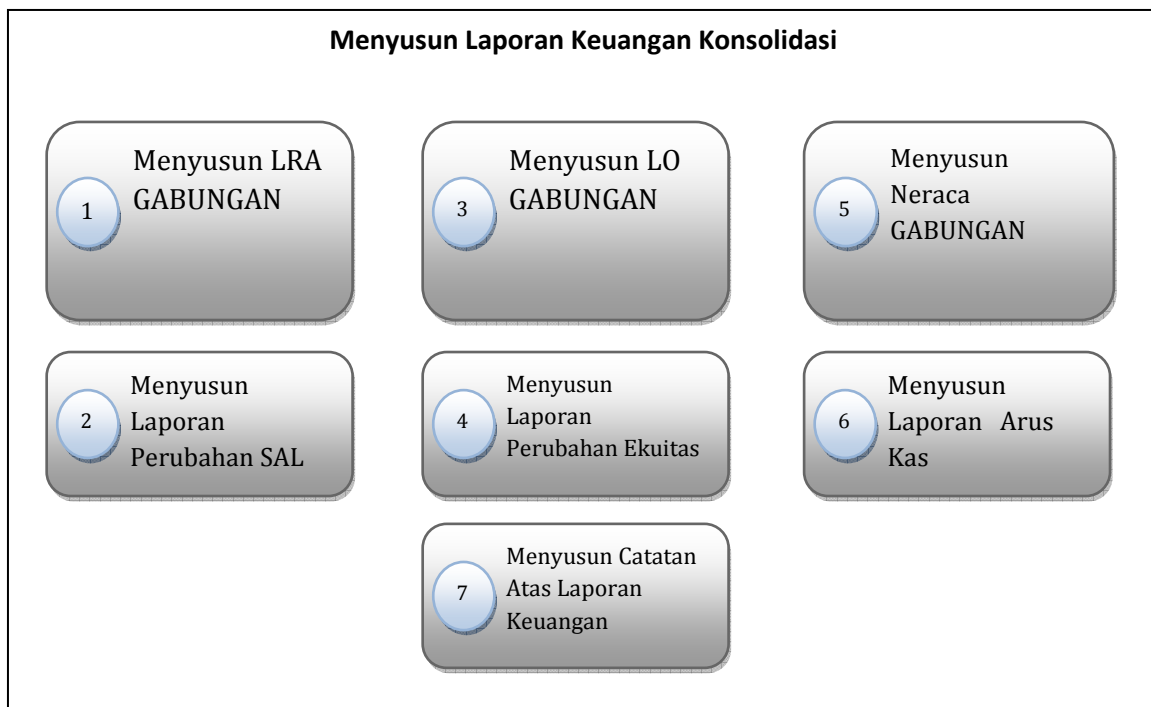 Menyusun Laporan Keuangan Konsolidasi
1
Menyusun LRA
GABUNGAN
2
Menyusun
Laporan
Perubahan SAL
3
Menyusun LO
GABUNGAN
4
Menyusun
Laporan
Perubahan Ekuitas
5
Menyusun
Neraca
GABUNGAN
6
Menyusun
Laporan Arus
Kas
7
Menyusun Catatan
Atas Laporan
Keuangan